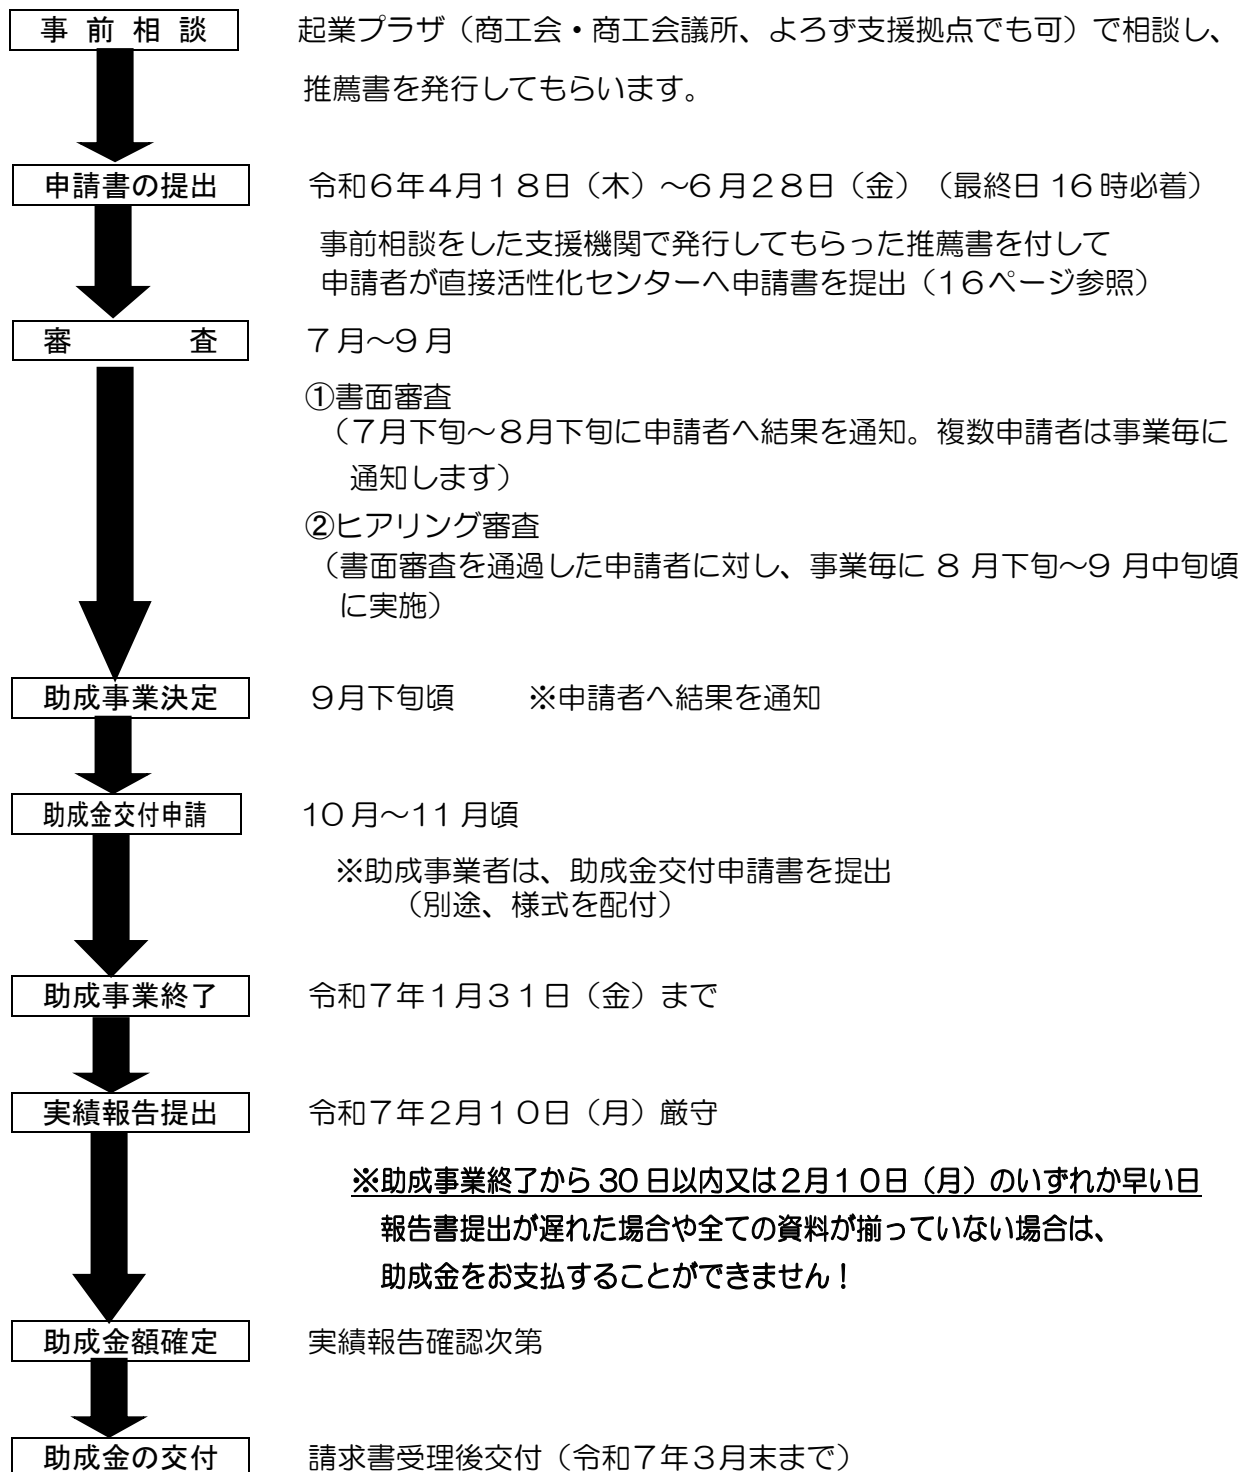 事前相談　起業プラザ（商工会・商工会議所、よろず支援拠点でも可）で相談し、
推薦書を発行してもらいます。
申請書の提出　令和６年４月１８日（木）～６月２８日（金）（最終日 16 時必着）
事前相談をした支援機関で発行してもらった推薦書を付して
申請者が直接活性化センターへ申請書を提出（１６ページ参照）
審　　　査　７月～９月
①書面審査
（７月下旬～８月下旬に申請者へ結果を通知。複数申請者は事業毎に
通知します）
②ヒアリング審査
（書面審査を通過した申請者に対し、事業毎に ８ 月下旬～９ 月中旬頃
に実施）
助成事業決定　９月下旬頃　　※申請者へ結果を通知
助成金交付申請　10 月～11 月頃
※助成事業者は、助成金交付申請書を提出
（別途、様式を配付）
助成事業終了　令和７年１月３１日（金）まで
実績報告提出　令和７年２月１０日（月）厳守
※助成事業終了から 30 日以内又は２月１０日（月）のいずれか早い日
報告書提出が遅れた場合や全ての資料が揃っていない場合は、
助成金をお支払することができません！
助成金額確定　実績報告確認次第
助成金の交付　請求書受理後交付（令和７年３月末まで）